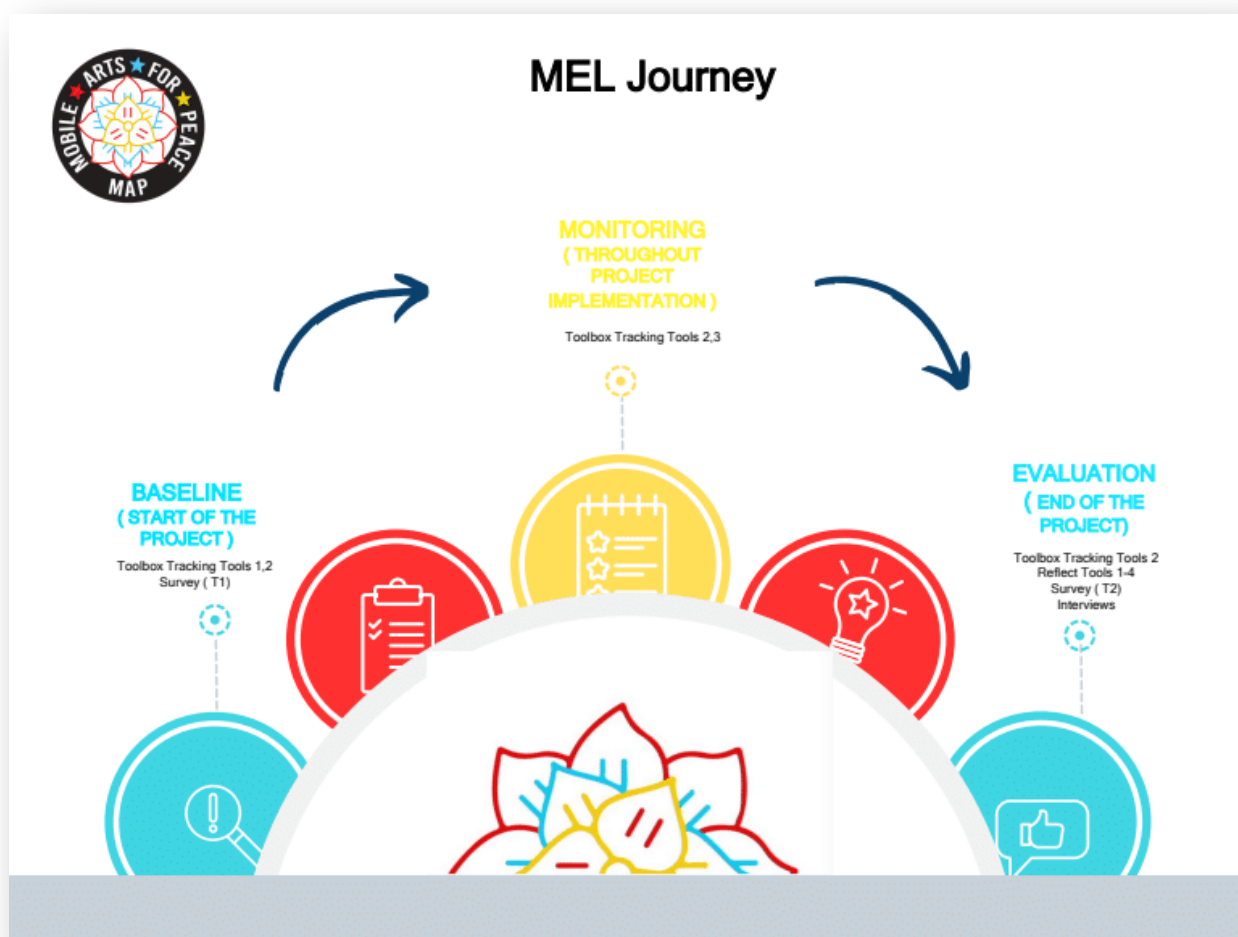 MOBILE ARTS FOR PEACE
MAP
MEL Journey
MONITORING
( THROUGHOUT
PROJECT
IMPLEMENTATION )
Toolbox Tracking Tools 2,3
BASELINE
( START OF THE
PROJECT )
Toolbox Tracking Tools 1,2
Survey ( T1)
EVALUATION
( END OF THE
PROJECT)
Toolbox Tracking Tools 2
Reflect Tools 1-4
Survey ( T2)
Interviews